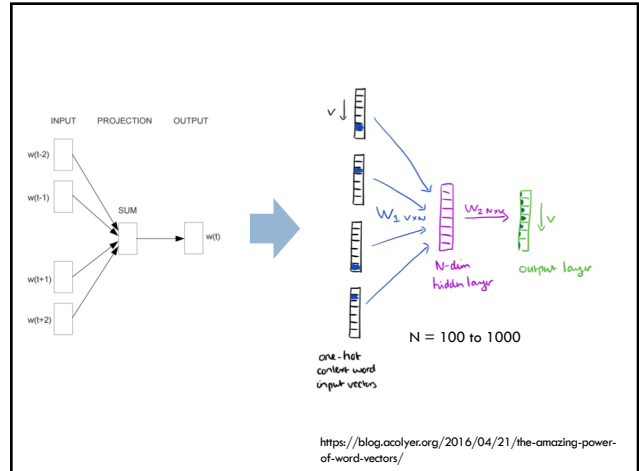 INPUT PROJECTION OUTPUT
w(t-2)
w(t-1)
SUM
w(t)
w(t+1)
w(t+2)
V
W1 V×N
W2 N×V
V
N-dim
hidden layer
output layer
N = 100 to 1000
one-hot
context word
input vectors
https://blog.acolyer.org/2016/04/21/the-amazing-power-
of-word-vectors/